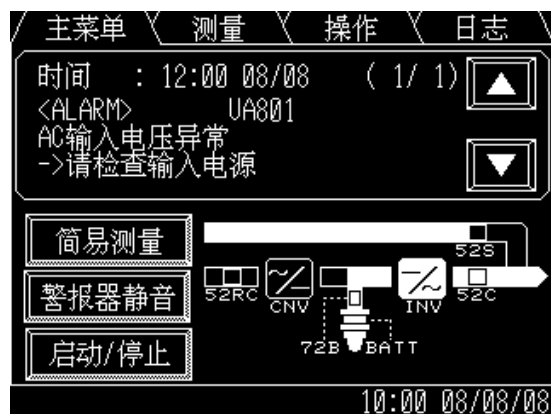 主菜单 测量 操作 日志
时间 : 12:00 08/08 ( 1/ 1)
<ALARM> UA801
AC输入电压异常
->请检查输入电源
简易测量
52S
警报器静音
52RC CNV INV 52C
启动/停止
72B BATT
10:00 08/08/08